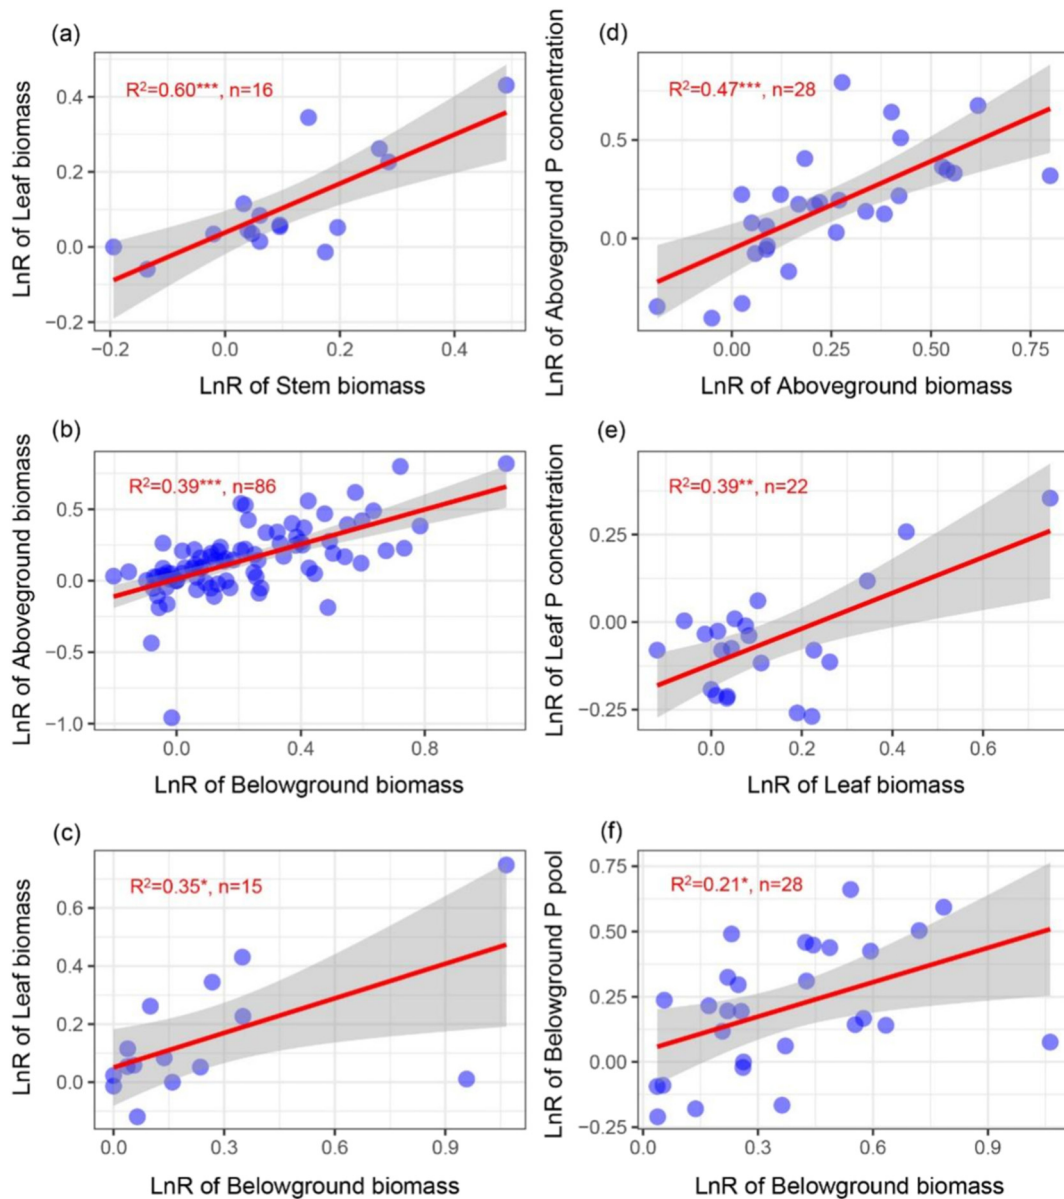 (a)
R²=0.60***, n=16
0.4
0.2
0.0
−0.2
−0.2
0.0
0.2
0.4
LnR of Leaf biomass
LnR of Stem biomass
(d)
R²=0.47***, n=28
0.5
0.0
0.00
0.25
0.50
0.75
LnR of Aboveground P concentration
LnR of Aboveground biomass
(b)
R²=0.39***, n=86
0.5
0.0
−0.5
−1.0
0.0
0.4
0.8
LnR of Aboveground biomass
LnR of Belowground biomass
(e)
R²=0.39**, n=22
0.25
0.00
−0.25
0.0
0.2
0.4
0.6
LnR of Leaf P concentration
LnR of Leaf biomass
(c)
R²=0.35*, n=15
0.6
0.4
0.2
0.0
0.0
0.3
0.6
0.9
LnR of Leaf biomass
LnR of Belowground biomass
(f)
R²=0.21*, n=28
0.75
0.50
0.25
0.00
−0.25
0.0
0.3
0.6
0.9
LnR of Belowground P pool
LnR of Belowground biomass